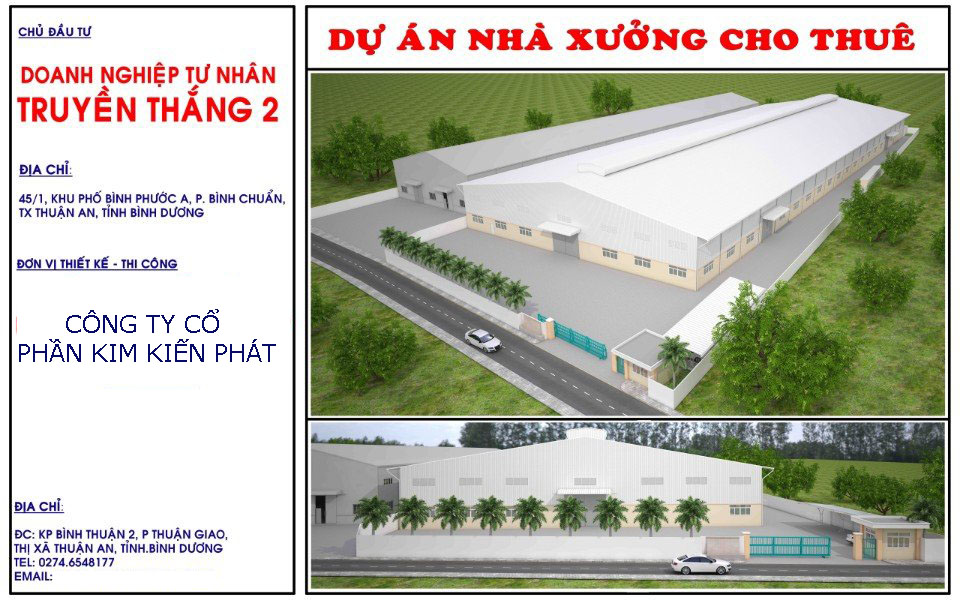 CHỦ ĐẦU TƯ
DOANH NGHIỆP TƯ NHÂN
TRUYỀN THẮNG 2
ĐỊA CHỈ:
45/1, KHU PHỐ BÌNH PHƯỚC A, P. BÌNH CHUẨN,
TX THUẬN AN, TỈNH BÌNH DƯƠNG
ĐƠN VỊ THIẾT KẾ - THI CÔNG
CÔNG TY CỔ
PHẦN KIM KIẾN PHÁT
ĐỊA CHỈ:
ĐC: KP BÌNH THUẬN 2, P THUẬN GIAO,
THỊ XÃ THUẬN AN, TỈNH.BÌNH DƯƠNG
TEL: 0274.6548177
EMAIL:
DỰ ÁN NHÀ XƯỞNG CHO THUÊ